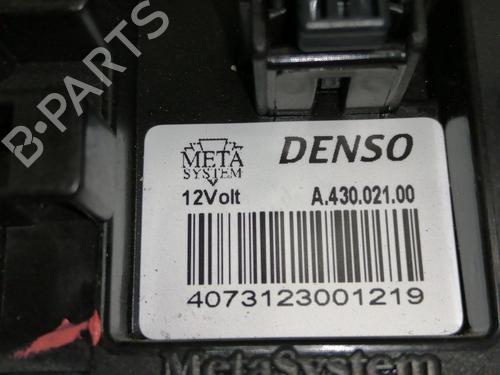 B-PARTS
META
SYSTEM
DENSO
12Volt
A.430.021.00
4073123001219
MetaSystem